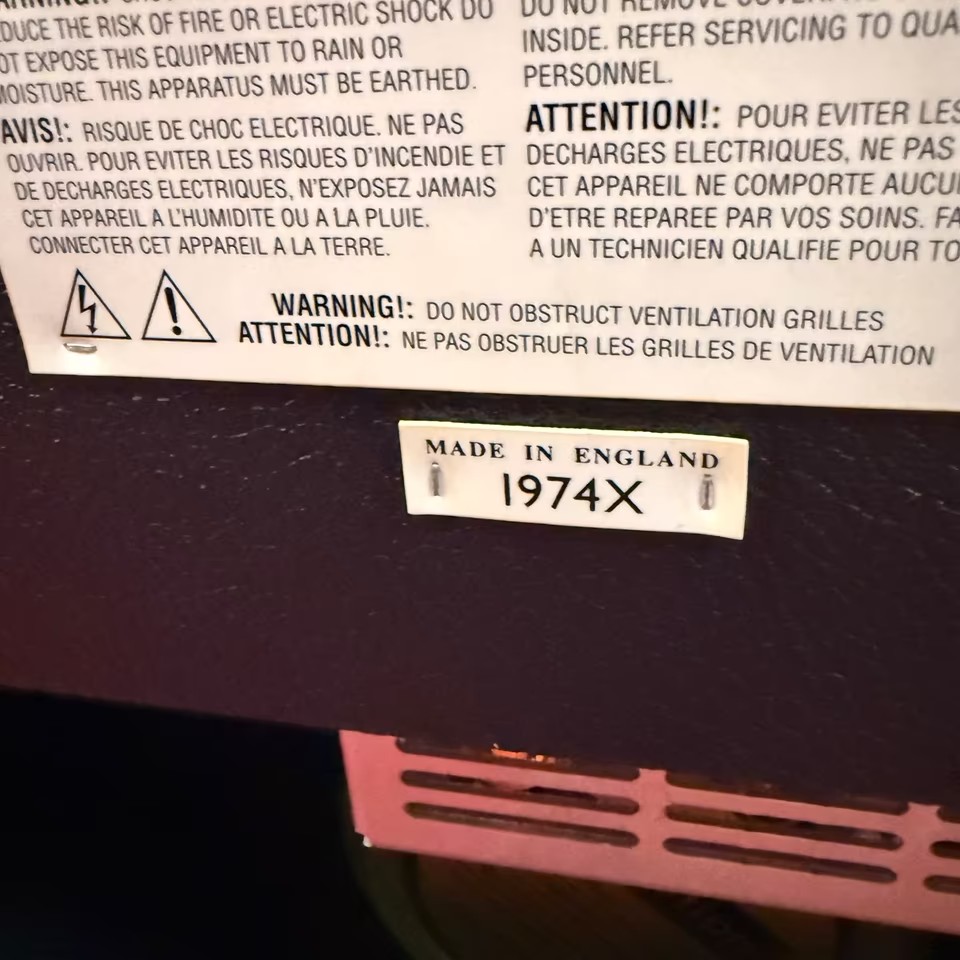 DUCE THE RISK OF FIRE OR ELECTRIC SHOCK DO
OT EXPOSE THIS EQUIPMENT TO RAIN OR
MOISTURE. THIS APPARATUS MUST BE EARTHED.
AVIS!: RISQUE DE CHOC ELECTRIQUE. NE PAS
OUVRIR. POUR EVITER LES RISQUES D'INCENDIE ET
DE DECHARGES ELECTRIQUES, N'EXPOSEZ JAMAIS
CET APPAREIL A L'HUMIDITE OU A LA PLUIE.
CONNECTER CET APPAREIL A LA TERRE.
DO NOT REMOVE
INSIDE. REFER SERVICING TO QUA
PERSONNEL.
ATTENTION!: POUR EVITER LES
DECHARGES ELECTRIQUES, NE PAS
CET APPAREIL NE COMPORTE AUCU
D'ETRE REPAREE PAR VOS SOINS. FA
A UN TECHNICIEN QUALIFIE POUR TO
WARNING!: DO NOT OBSTRUCT VENTILATION GRILLES
ATTENTION!: NE PAS OBSTRUER LES GRILLES DE VENTILATION
MADE IN ENGLAND
1974X